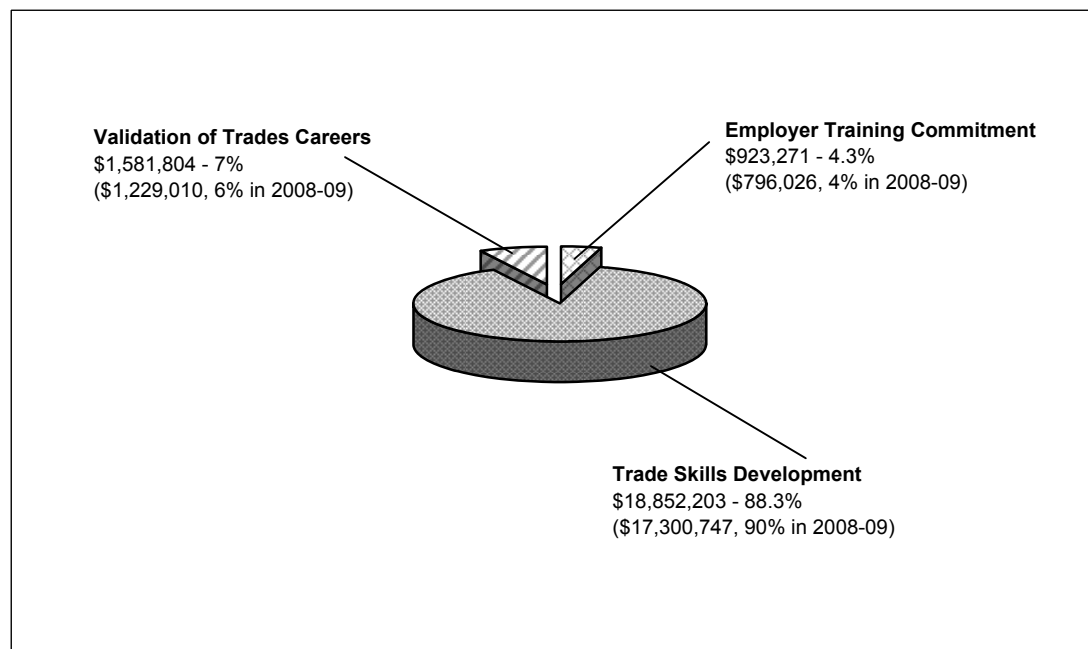 Validation of Trades Careers
$1,581,804 - 7%
($1,229,010, 6% in 2008-09)
Employer Training Commitment
$923,271 - 4.3%
($796,026, 4% in 2008-09)
Trade Skills Development
$18,852,203 - 88.3%
($17,300,747, 90% in 2008-09)